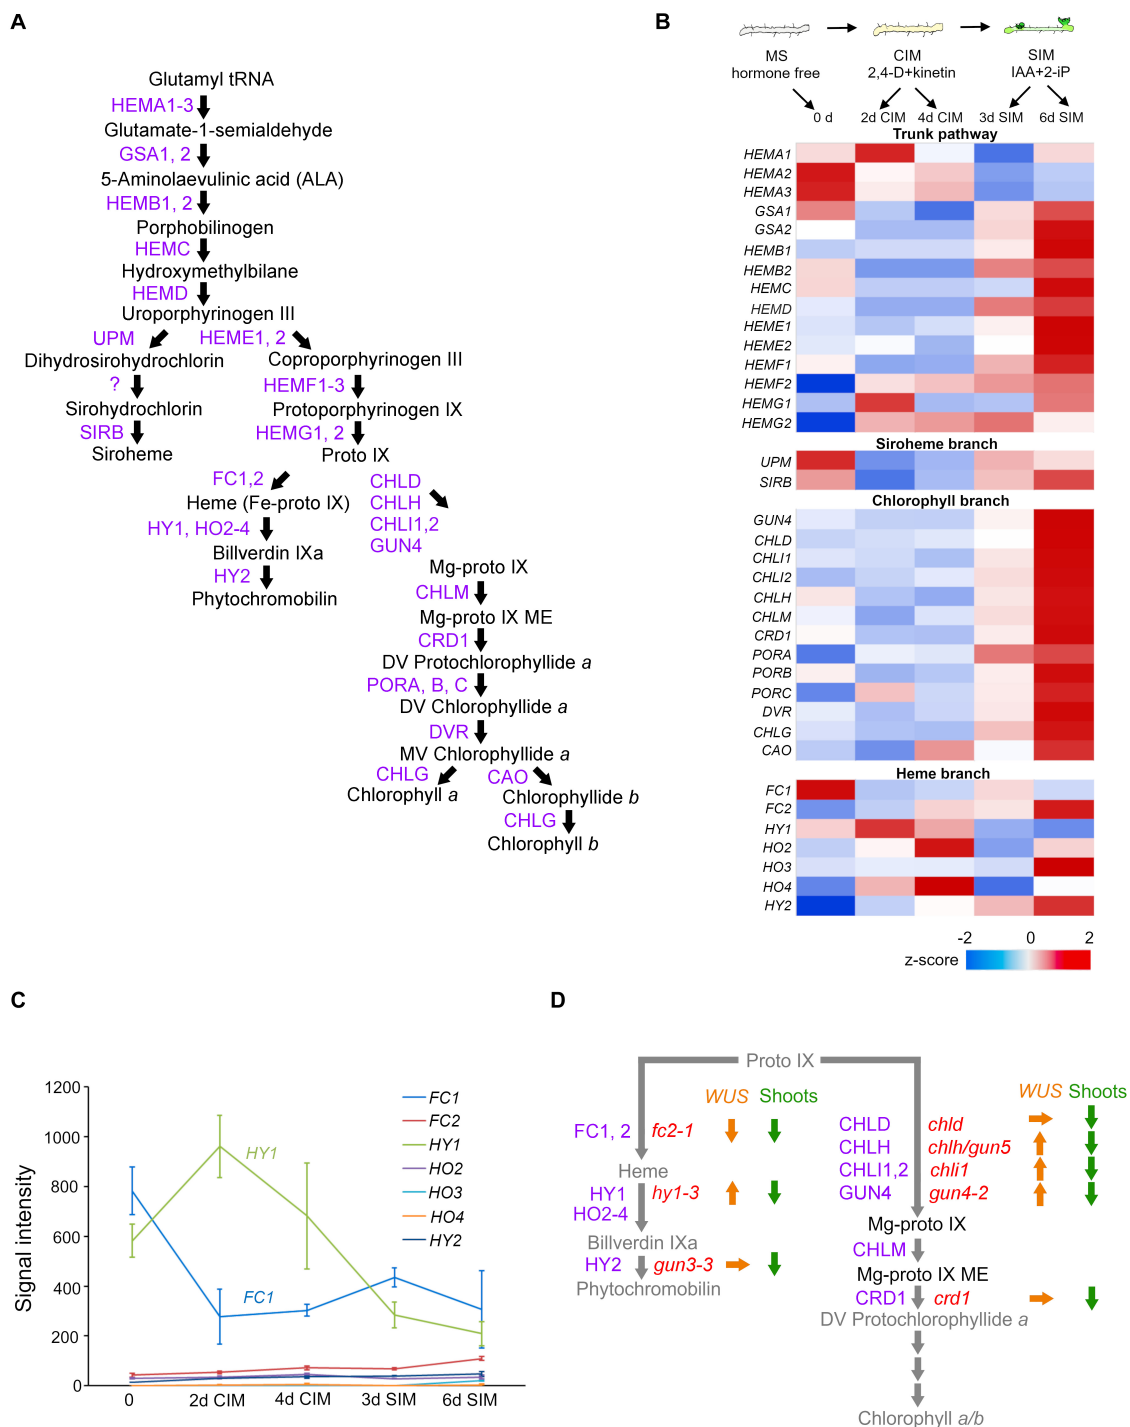 A
Glutamyl tRNA
HEMA1-3
Glutamate-1-semialdehyde
GSA1, 2
5-Aminolaevulinic acid (ALA)
HEMB1, 2
Porphobilinogen
HEMC
Hydroxymethylbilane
HEMD
Uroporphyrinogen III
UPM
HEME1, 2
Dihydrosirohydrochlorin
Coproporphyrinogen III
?
HEMF1-3
Sirohydrochlorin
Protoporphyrinogen IX
SIRB
HEMG1, 2
Siroheme
Proto IX
FC1,2
CHLD
Heme (Fe-proto IX)
CHLH
HY1, HO2-4
CHLI1,2
GUN4
Billverdin IXa
HY2
Mg-proto IX
Phytochromobilin
CHLM
Mg-proto IX ME
CRD1
DV Protochlorophyllide a
PORA, B, C
DV Chlorophyllide a
DVR
MV Chlorophyllide a
CHLG
CAO
Chlorophyll a
Chlorophyllide b
CHLG
Chlorophyll b
B
MS
hormone free
CIM
2,4-D+kinetin
SIM
IAA+2-iP
0 d
2d CIM
4d CIM
3d SIM
6d SIM
Trunk pathway
HEMA1
HEMA2
HEMA3
GSA1
GSA2
HEMB1
HEMB2
HEMC
HEMD
HEME1
HEME2
HEMF1
HEMF2
HEMG1
HEMG2
Siroheme branch
UPM
SIRB
Chlorophyll branch
GUN4
CHLD
CHLI1
CHLI2
CHLH
CHLM
CRD1
PORA
PORB
PORC
DVR
CHLG
CAO
Heme branch
FC1
FC2
HY1
HO2
HO3
HO4
HY2
-2
0
2
z-score
C
Signal intensity
1200
1000
800
600
400
200
0
HY1
FC1
FC1
FC2
HY1
HO2
HO3
HO4
HY2
0
2d CIM
4d CIM
3d SIM
6d SIM
D
Proto IX
WUS
Shoots
FC1, 2
fc2-1
Heme
HY1
hy1-3
HO2-4
Billverdin IXa
HY2
gun3-3
Phytochromobilin
WUS
Shoots
CHLD
chld
CHLH
chlh/gun5
CHLI1,2
chli1
GUN4
gun4-2
Mg-proto IX
CHLM
Mg-proto IX ME
CRD1
crd1
DV Protochlorophyllide a
Chlorophyll a/b